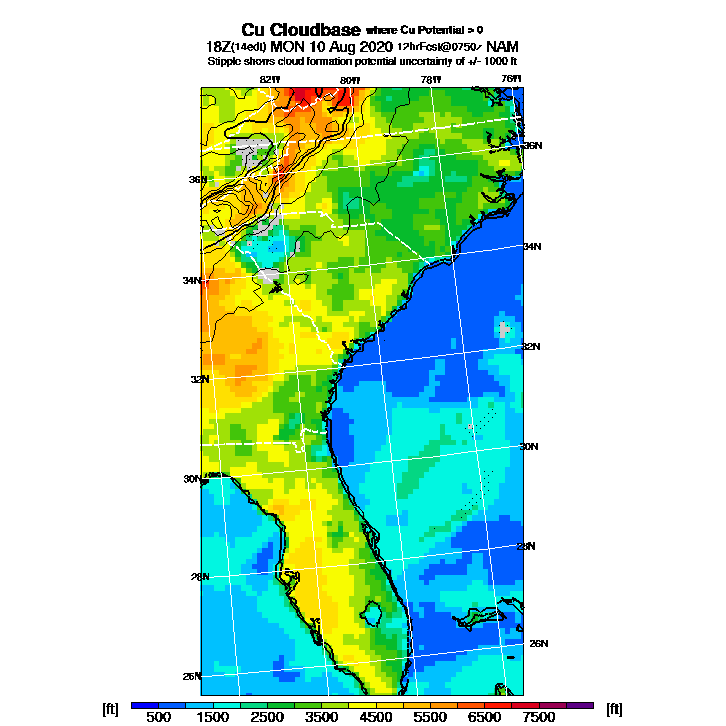 Cu Cloudbase where Cu Potential > 0
18Z(14edt) MON 10 Aug 2020 12hrFcst@0750z NAM
Stipple shows cloud formation potential uncertainty of +/- 1000 ft
82W 80W 78W 76W
36N
36N
34N
34N
32N
32N
30N
30N
28N
28N
26N
26N
[ft] 500 1500 2500 3500 4500 5500 6500 7500 [ft]